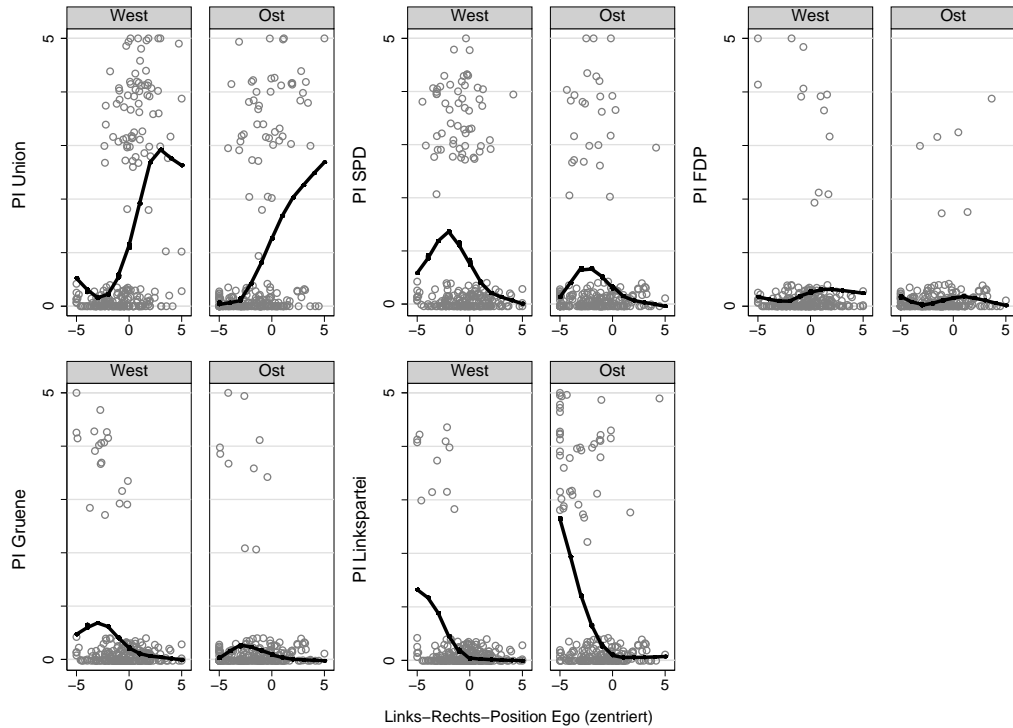 West Ost
PI Union
5
0
−5 0 5 −5 0 5
West Ost
PI SPD
5
0
−5 0 5 −5 0 5
West Ost
PI FDP
5
0
−5 0 5 −5 0 5
West Ost
PI Gruene
5
0
−5 0 5 −5 0 5
West Ost
PI Linkspartei
5
0
−5 0 5 −5 0 5
Links−Rechts−Position Ego (zentriert)